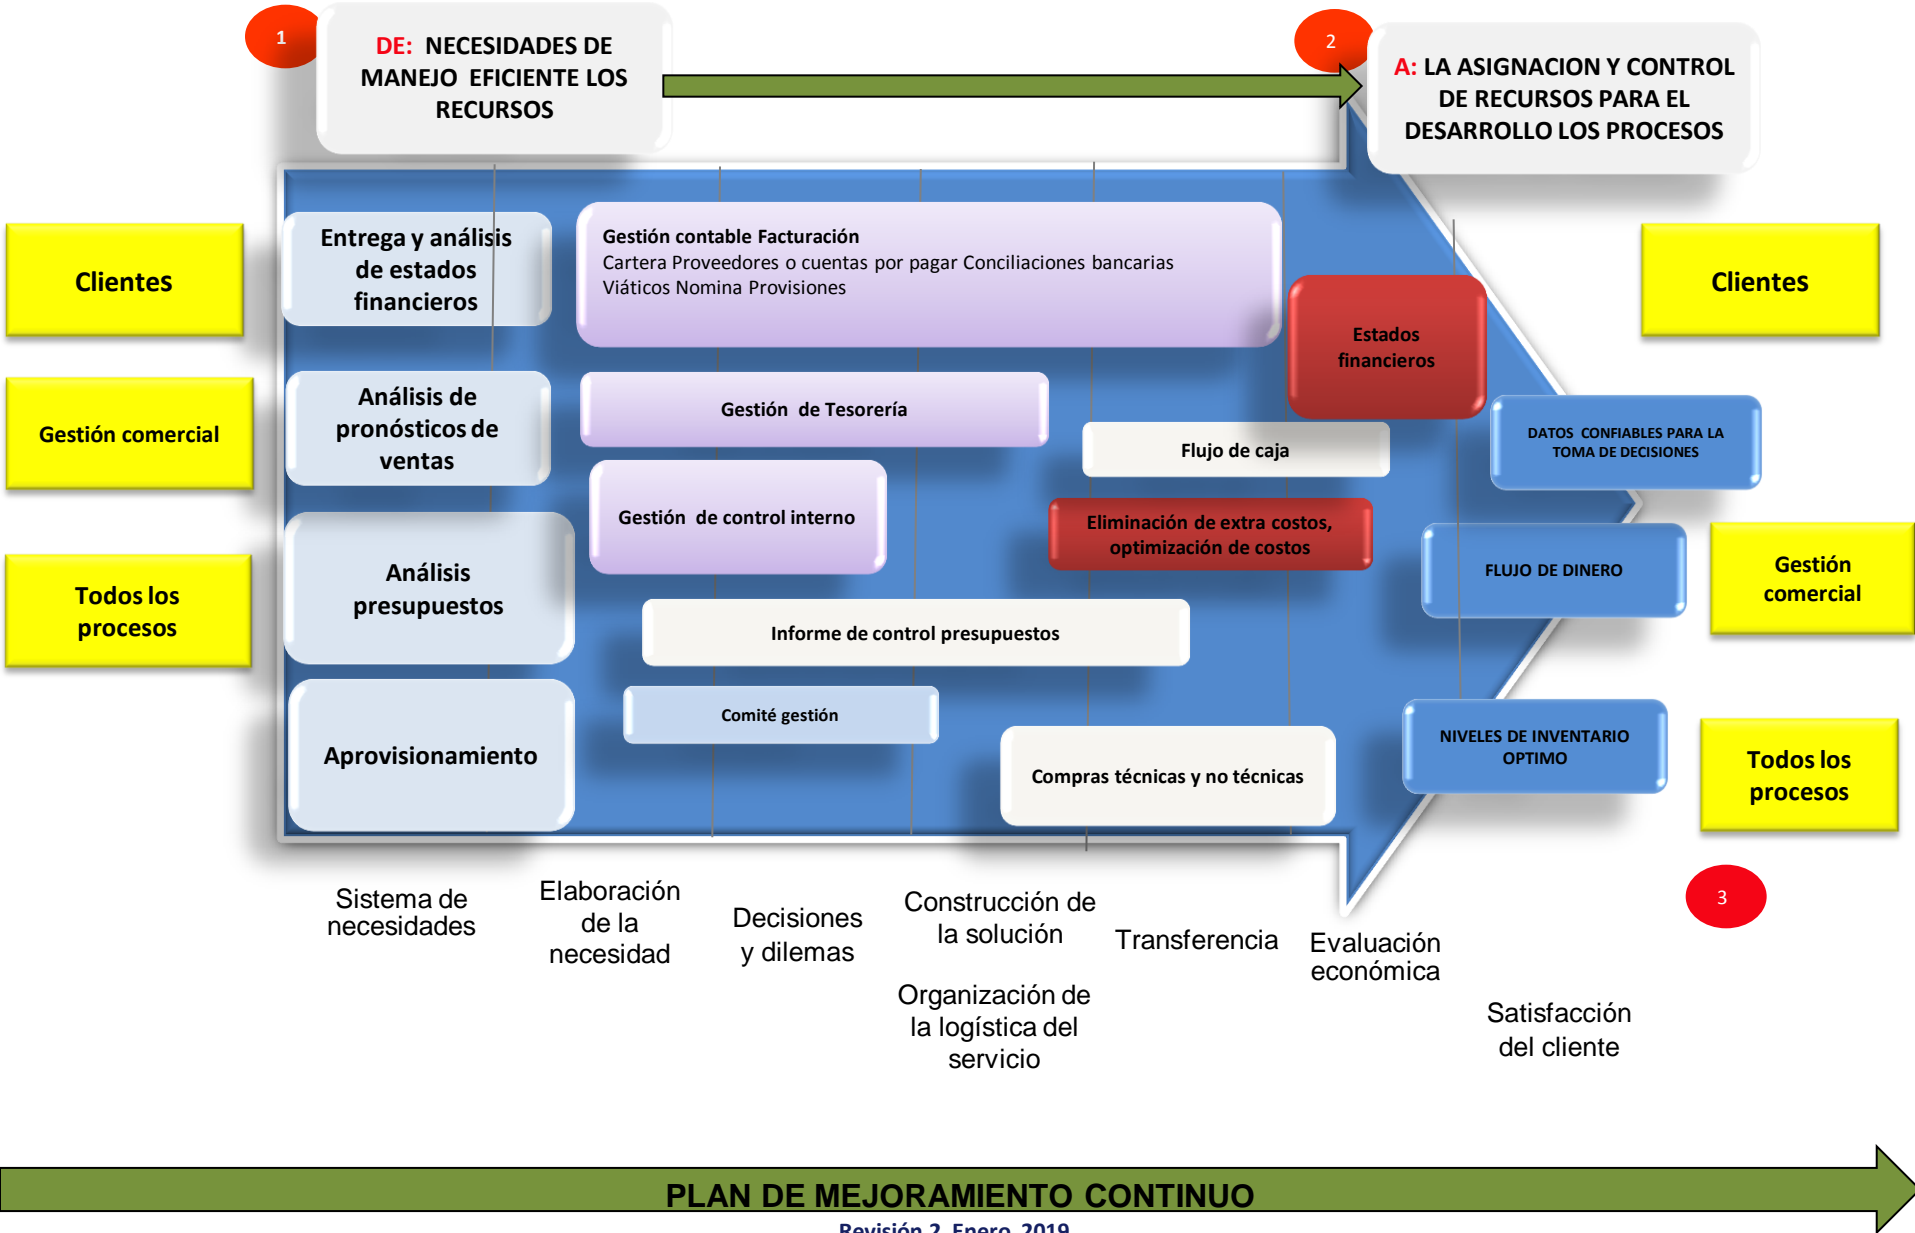 1
DE: NECESIDADES DE
MANEJO EFICIENTE LOS
RECURSOS
2
A: LA ASIGNACION Y CONTROL
DE RECURSOS PARA EL
DESARROLLO LOS PROCESOS
Clientes
Gestión comercial
Todos los
procesos
Entrega y análisis
de estados
financieros
Análisis de
pronósticos de
ventas
Análisis
presupuestos
Aprovisionamiento
Gestión contable Facturación
Cartera Proveedores o cuentas por pagar Conciliaciones bancarias
Viáticos Nomina Provisiones
Gestión de Tesorería
Gestión de control interno
Informe de control presupuestos
Comité gestión
Estados
financieros
Flujo de caja
Eliminación de extra costos,
optimización de costos
Compras técnicas y no técnicas
DATOS CONFIABLES PARA LA
TOMA DE DECISIONES
FLUJO DE DINERO
NIVELES DE INVENTARIO
OPTIMO
Clientes
Gestión
comercial
Todos los
procesos
3
Sistema de
necesidades
Elaboración
de la
necesidad
Decisiones
y dilemas
Construcción de
la solución
Organización de
la logística del
servicio
Transferencia
Evaluación
económica
Satisfacción
del cliente
PLAN DE MEJORAMIENTO CONTINUO
Revisión 2 Enero 2019